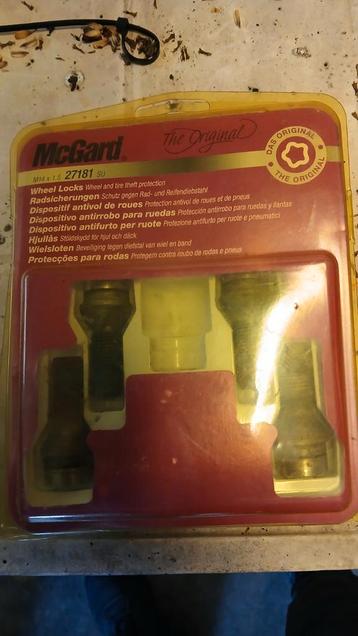 McGard®
The Original
M14 x 1.5 27181 SU
DAS ORIGINAL
THE ORIGINAL
Wheel Locks Wheel and tire theft protection
Radsicherungen Schutz gegen Rad- und Reifendiebstahl
Dispositif antivol de roues Protection antivol de roues et de pneus
Dispositivo antirrobo para ruedas Protección antirrobo para ruedas y llantas
Dispositivo antifurto per ruote Protezione antifurto per ruote e pneumatici
Hjullås Stöldskydd för hjul och däck
Wielsloten Beveiliging tegen diefstal van wiel en band
Protecções para rodas Protegem contra roubo de rodas e pneus